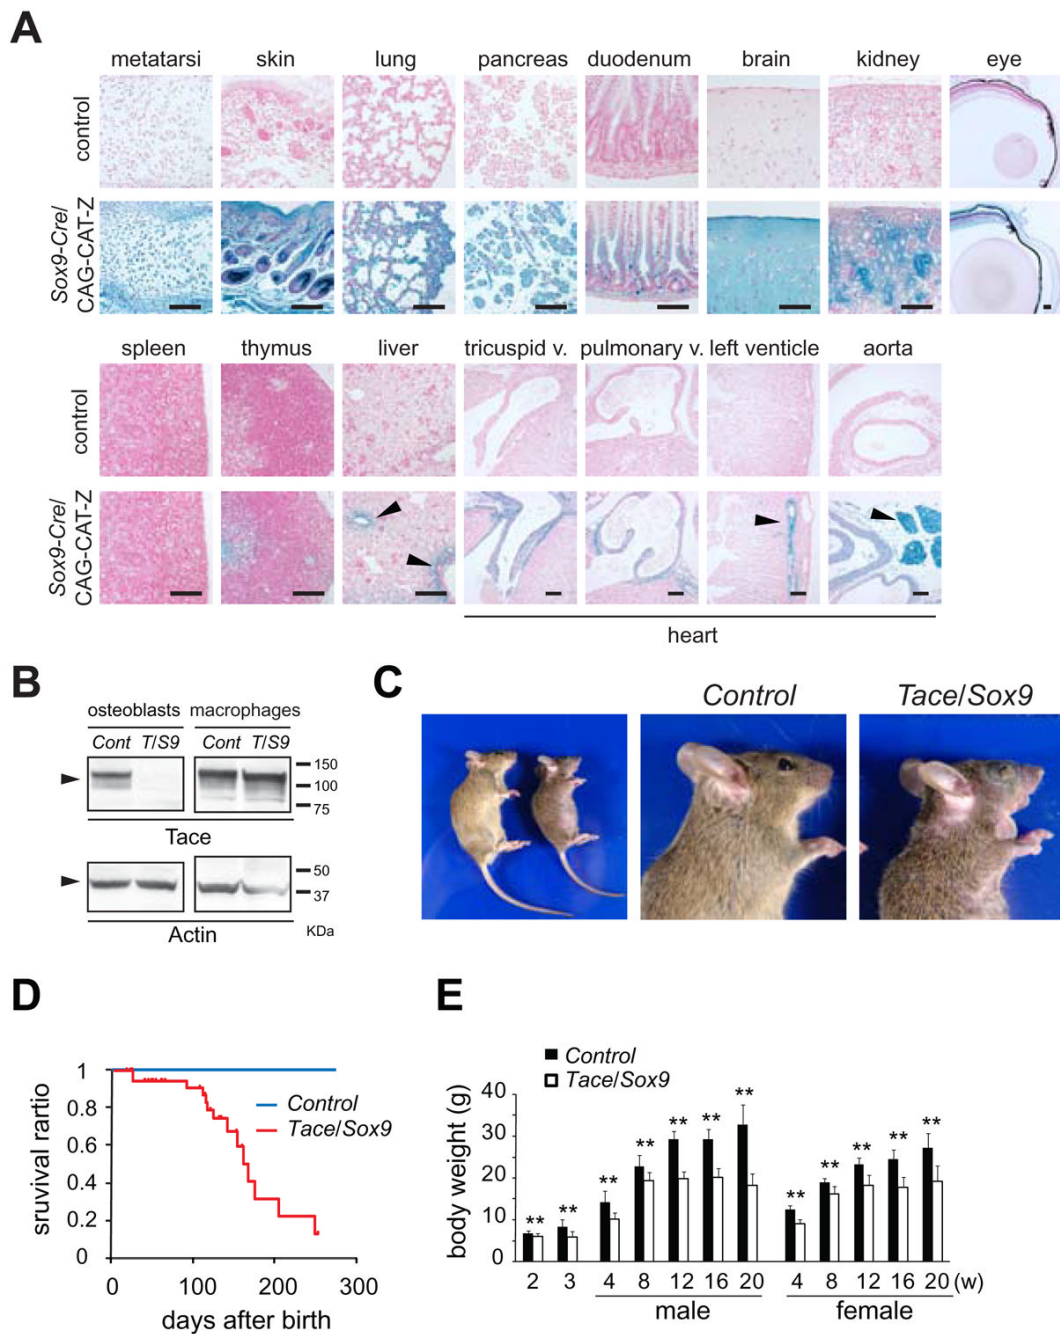 A
metatarsi skin lung pancreas duodenum brain kidney eye
control
Sox9-Cre/
CAG-CAT-Z
spleen thymus liver tricuspid v. pulmonary v. left venticle aorta
control
Sox9-Cre/
CAG-CAT-Z
heart
B
osteoblasts macrophages
Cont T/S9 Cont T/S9
150
100
75
Tace
50
37
Actin KDa
C
Control Tace/Sox9
D
sruvival rartio
1
0.8
0.6
0.4
0.2
0
0 100 200 300
days after birth
Control
Tace/Sox9
E
Control
Tace/Sox9
body weight (g)
40
30
20
10
0
** ** ** ** ** ** ** ** ** ** ** **
2 3 4 8 12 16 20 4 8 12 16 20 (w)
male female